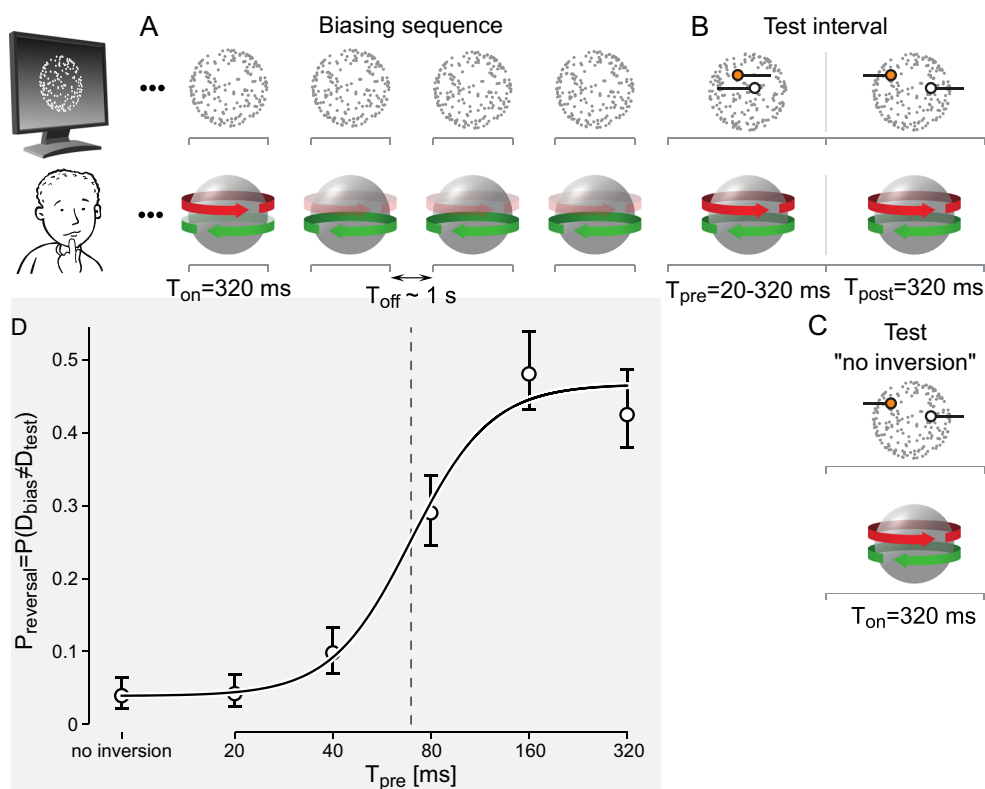 A
Biasing sequence
B
Test interval
•••
•••
T_on=320 ms
T_off ~ 1 s
T_pre=20-320 ms
T_post=320 ms
C
Test
"no inversion"
T_on=320 ms
D
P_reversal=P(D_bias≠D_test)
0.5
0.4
0.3
0.2
0.1
0
no inversion
20
40
80
160
320
T_pre [ms]